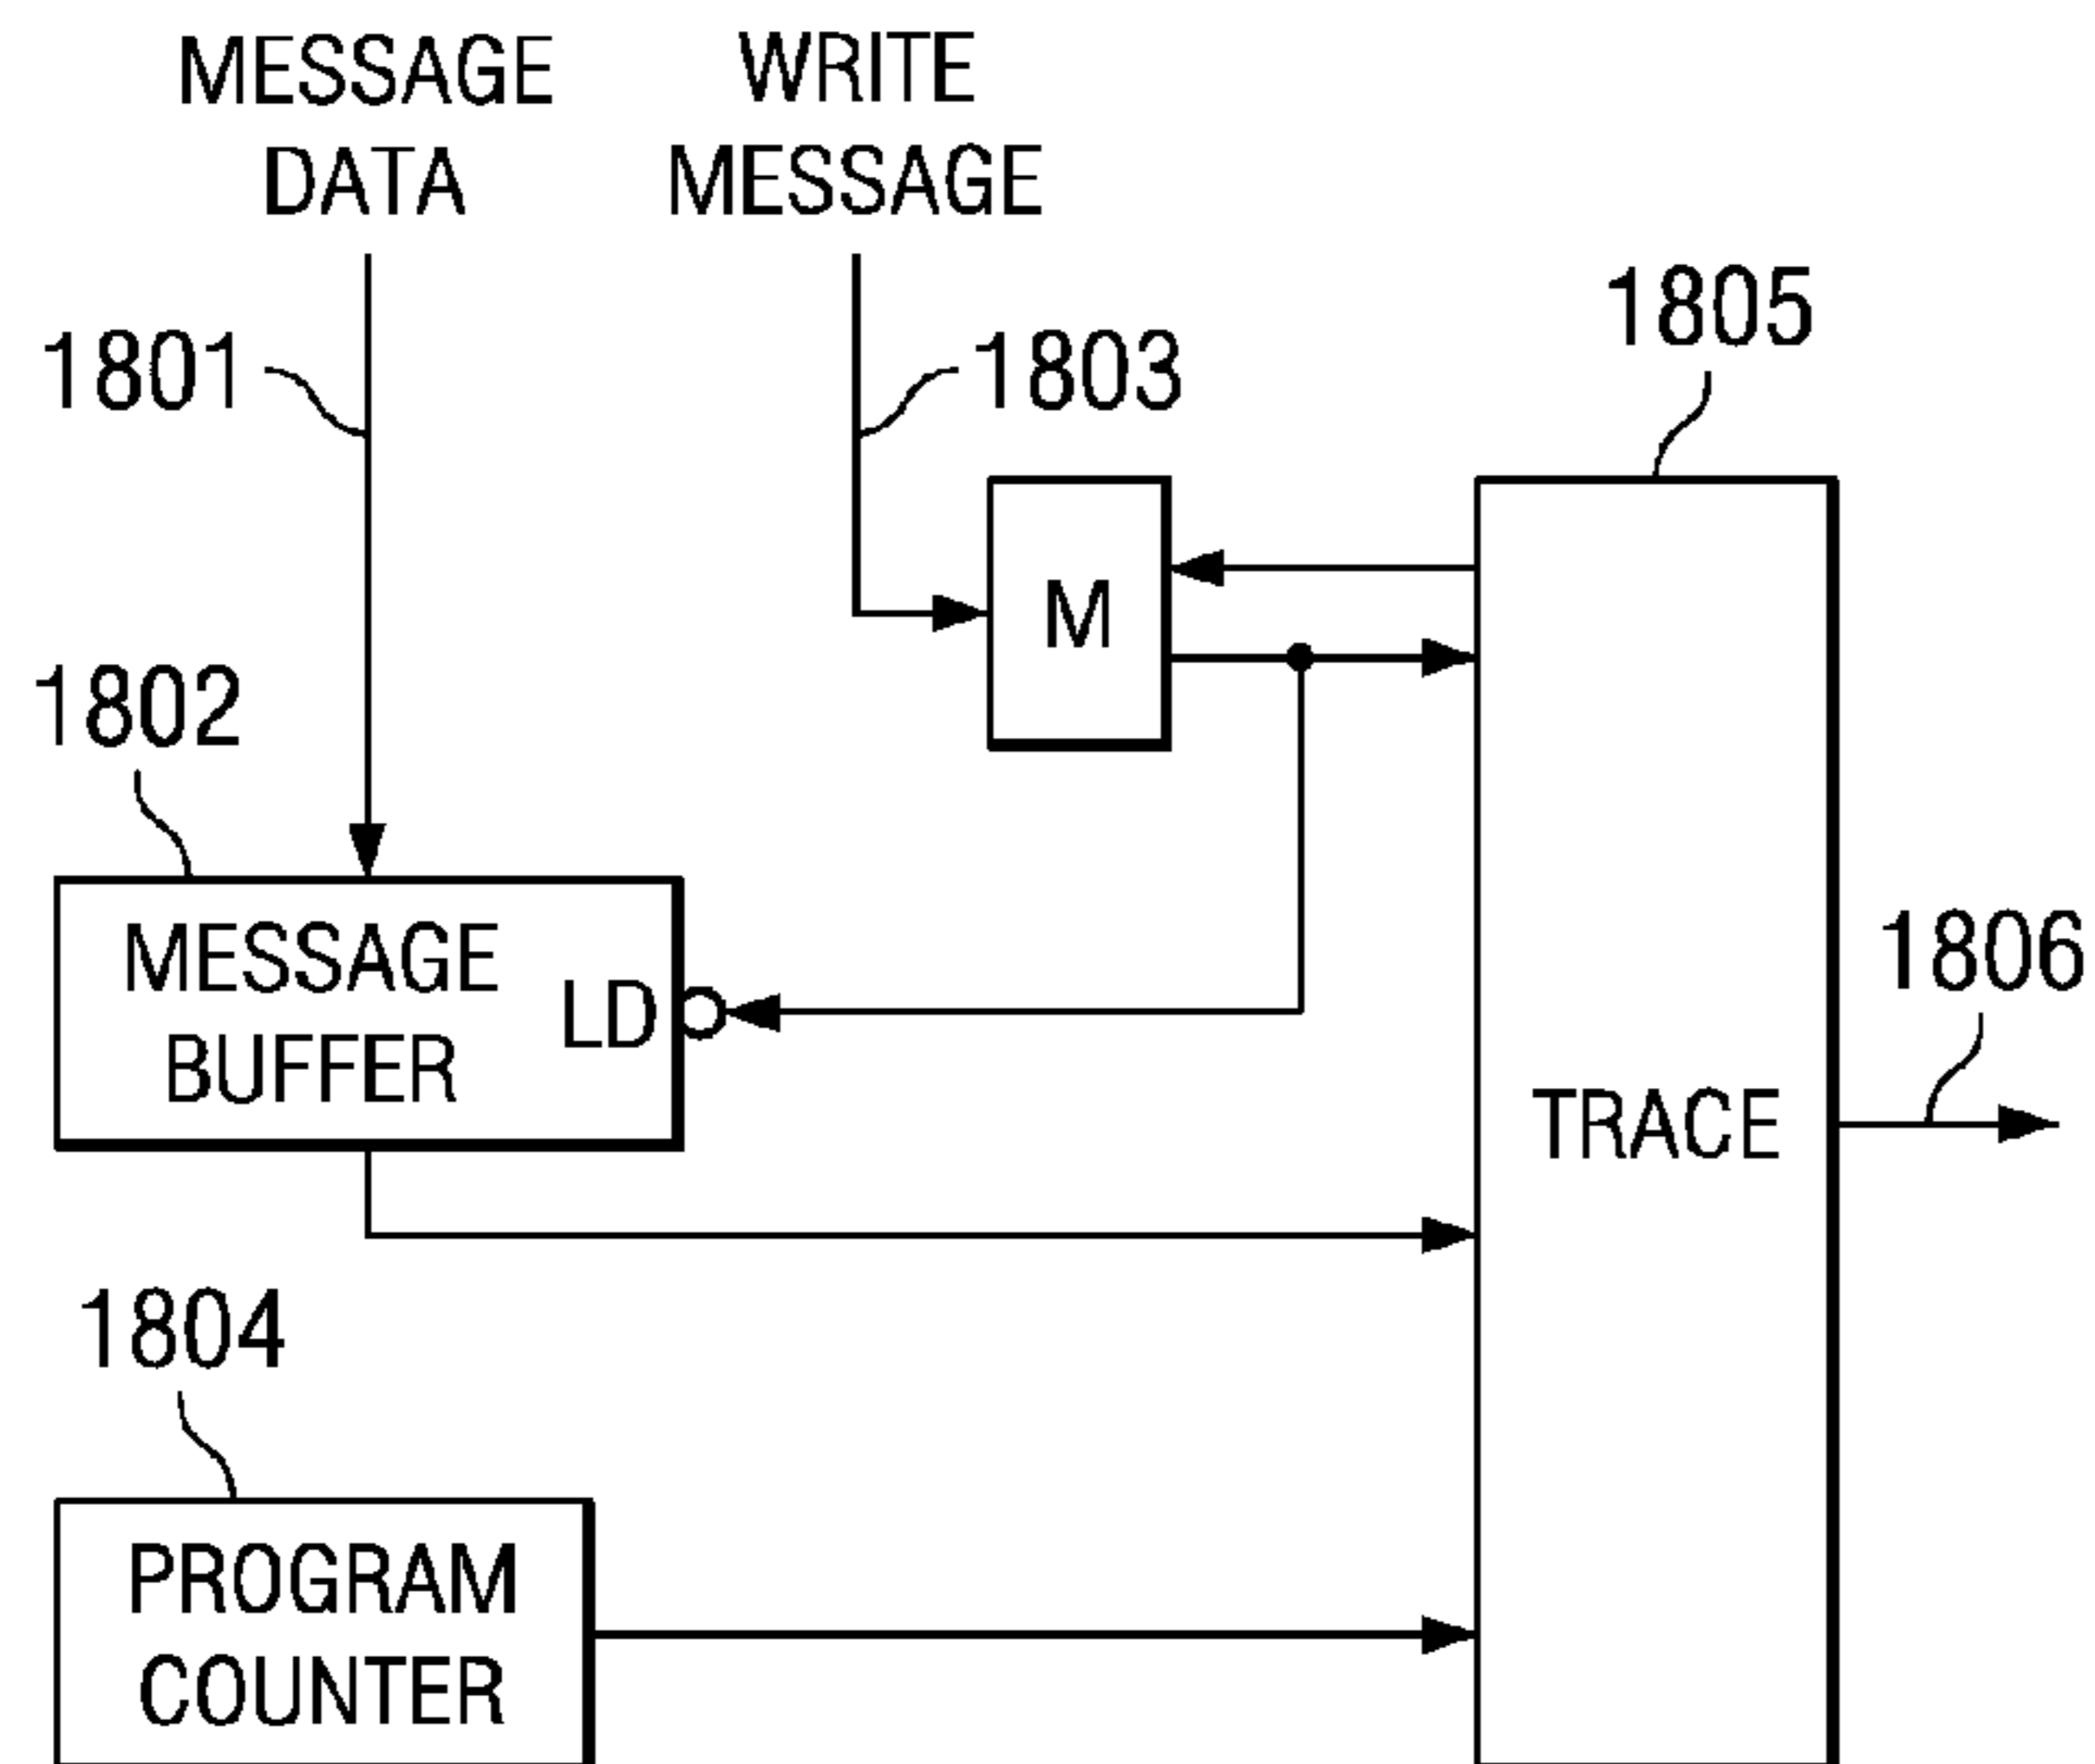 MESSAGE
DATA
WRITE
MESSAGE
1801
1803
1805
M
1802
MESSAGE
BUFFER
LD
1806
TRACE
1804
PROGRAM
COUNTER